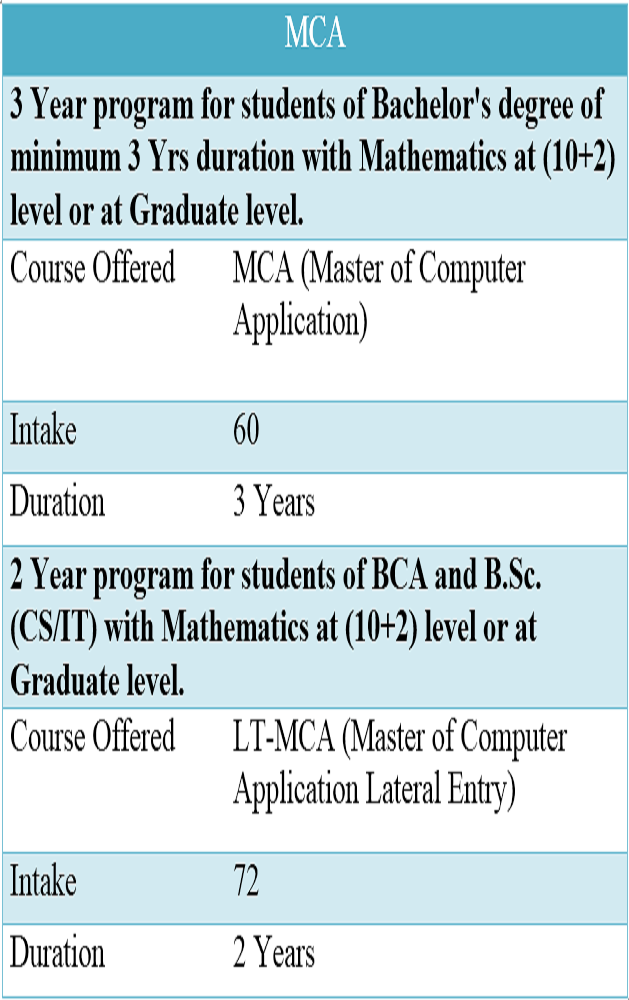 MCA
3 Year program for students of Bachelor's degree of
minimum 3 Yrs duration with Mathematics at (10+2)
level or at Graduate level.
Course Offered MCA (Master of Computer
Application)
Intake 60
Duration 3 Years
2 Year program for students of BCA and B.Sc.
(CS/IT) with Mathematics at (10+2) level or at
Graduate level.
Course Offered LT-MCA (Master of Computer
Application Lateral Entry)
Intake 72
Duration 2 Years